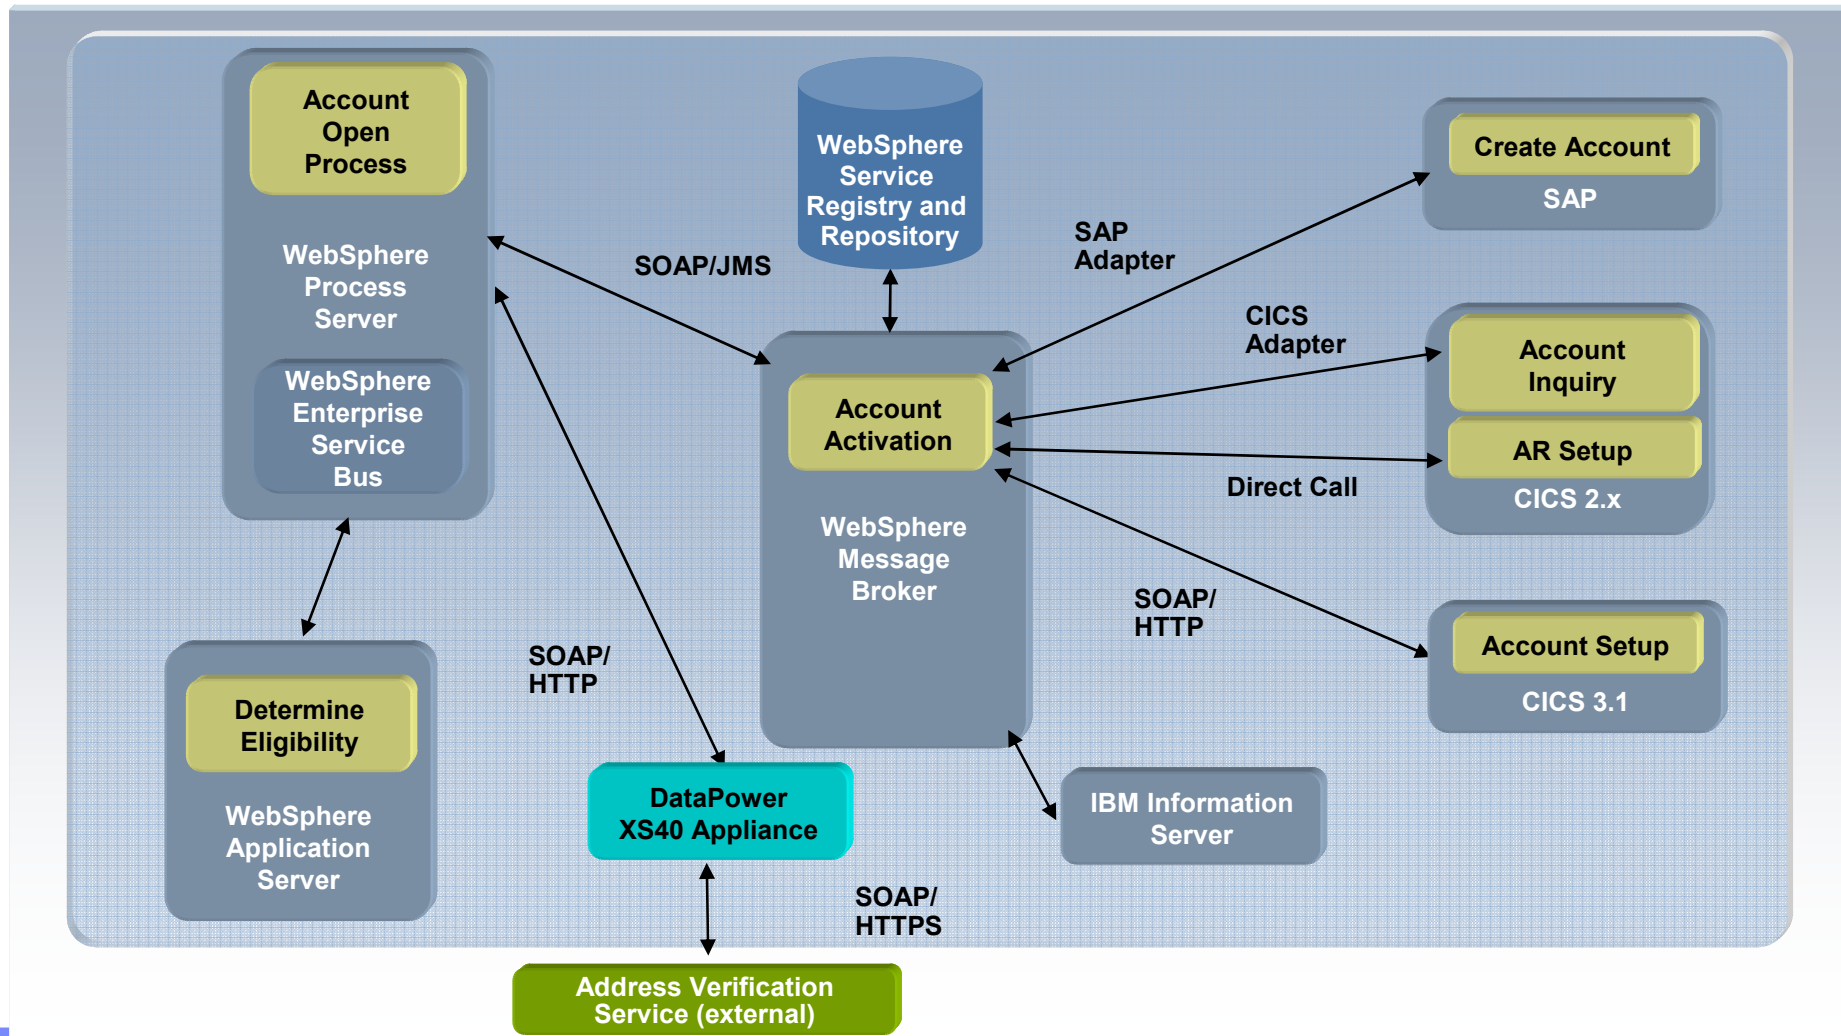 Account
Open
Process
WebSphere
Process
Server
WebSphere
Enterprise
Service
Bus
SOAP/JMS
WebSphere
Service
Registry and
Repository
SAP
Adapter
Create Account
SAP
CICS
Adapter
Account
Inquiry
AR Setup
CICS 2.x
Direct Call
Account
Activation
WebSphere
Message
Broker
SOAP/
HTTP
Account Setup
CICS 3.1
Determine
Eligibility
WebSphere
Application
Server
SOAP/
HTTP
DataPower
XS40 Appliance
IBM Information
Server
SOAP/
HTTPS
Address Verification
Service (external)